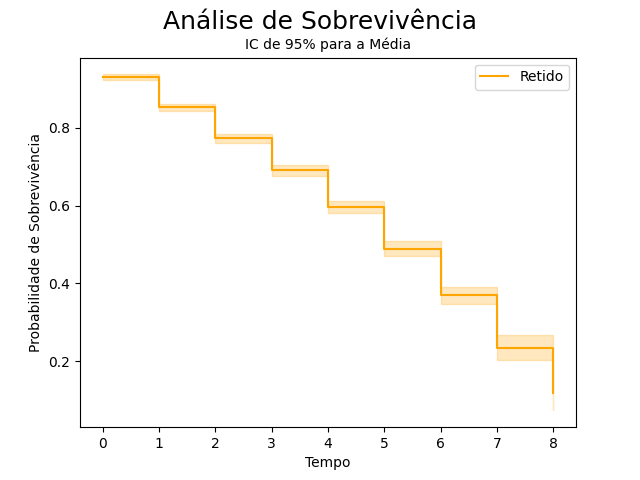 Análise de Sobrevivência
IC de 95% para a Média
Retido
Probabilidade de Sobrevivência
0.8
0.6
0.4
0.2
0 1 2 3 4 5 6 7 8
Tempo